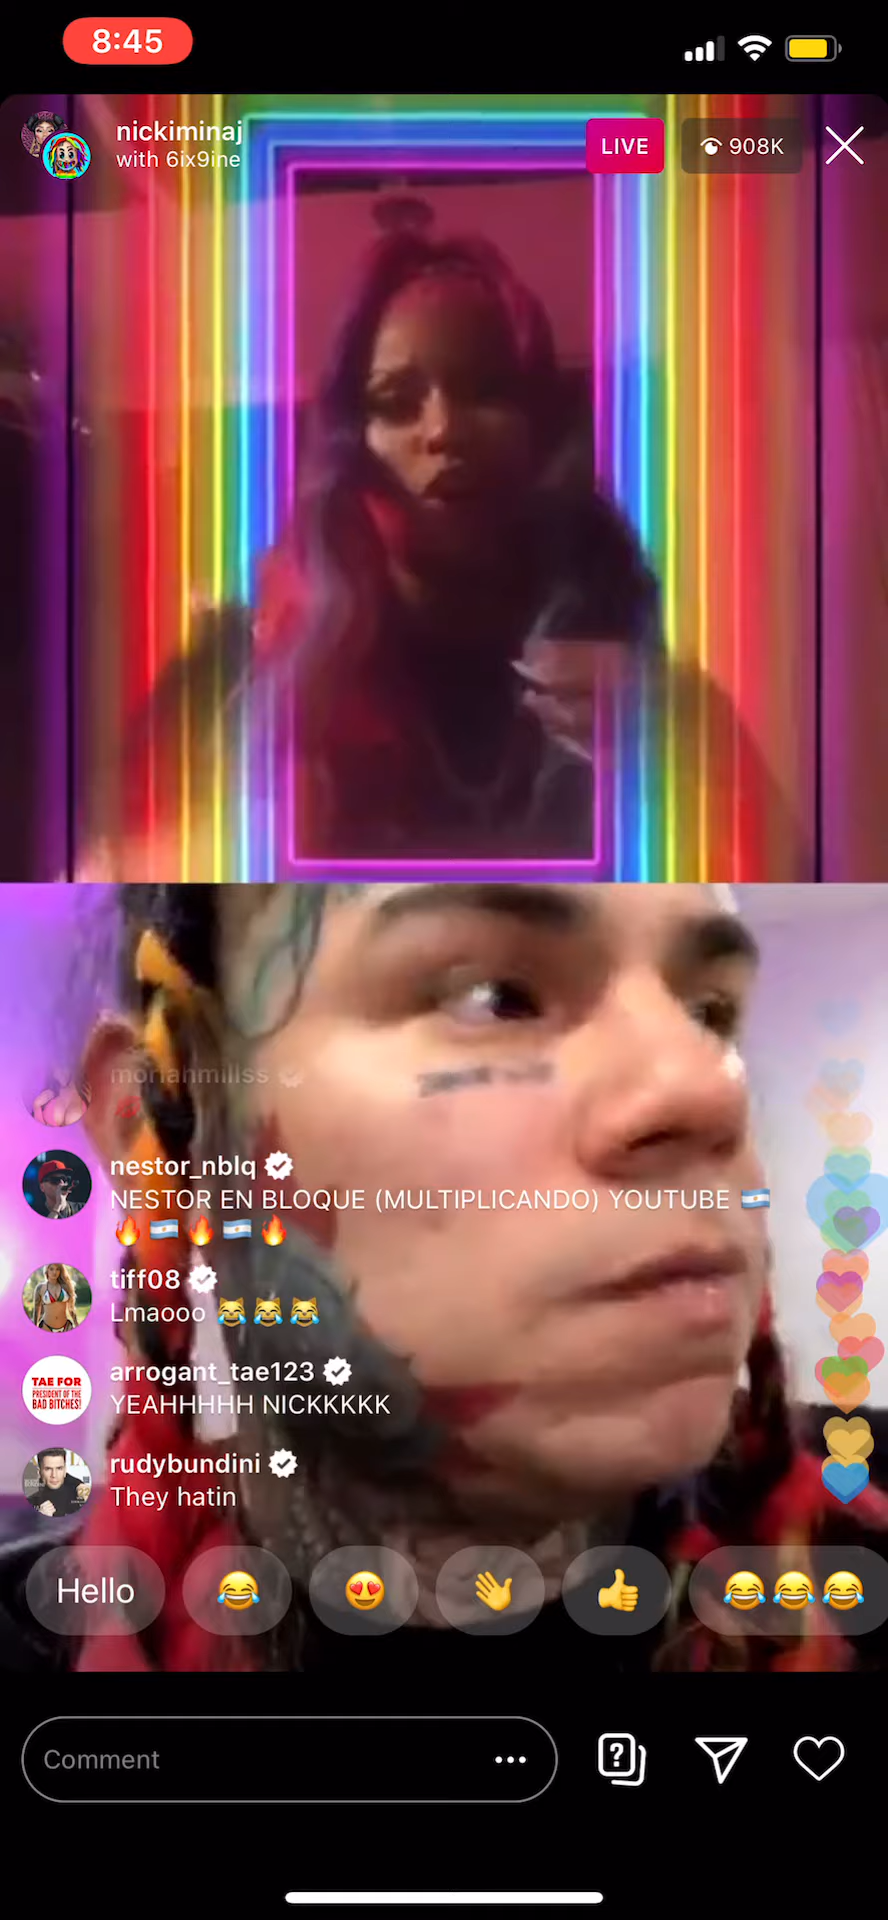 8:45
nickiminaj
with 6ix9ine
LIVE
908K
moriahmillss
💋
nestor_nblq
NESTOR EN BLOQUE (MULTIPLICANDO) YOUTUBE 🇦🇷
🔥🇦🇷🔥🇦🇷🔥
tiff08
Lmaooo 😹😹😹
TAE FOR
PRESIDENT OF THE
BAD BITCHES!
arrogant_tae123
YEAHHHHH NICKKKKK
rudybundini
They hatin
Hello 😂 😍 👋 👍 😂😂😂
Comment